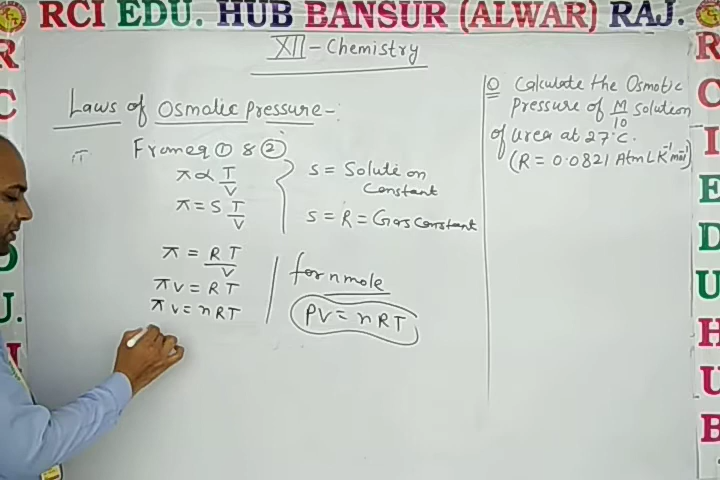 RCI EDU. HUB BANSUR (ALWAR) RAJ.
XII - Chemistry
Laws of Osmotic pressure -:
From eq ① & ②
π ∝ T/V
π = S T/V
S = Solution Constant
S = R = Gas Constant
π = RT/V
πV = RT
πV = nRT
for n mole
PV = nRT
Q Calculate the Osmotic
Pressure of M/10 Solution
of Urea at 27°C.
(R = 0.0821 Atm L K⁻¹ mol⁻¹)
R
C
D
U.
R
C
I
E
D
U
H
U
B